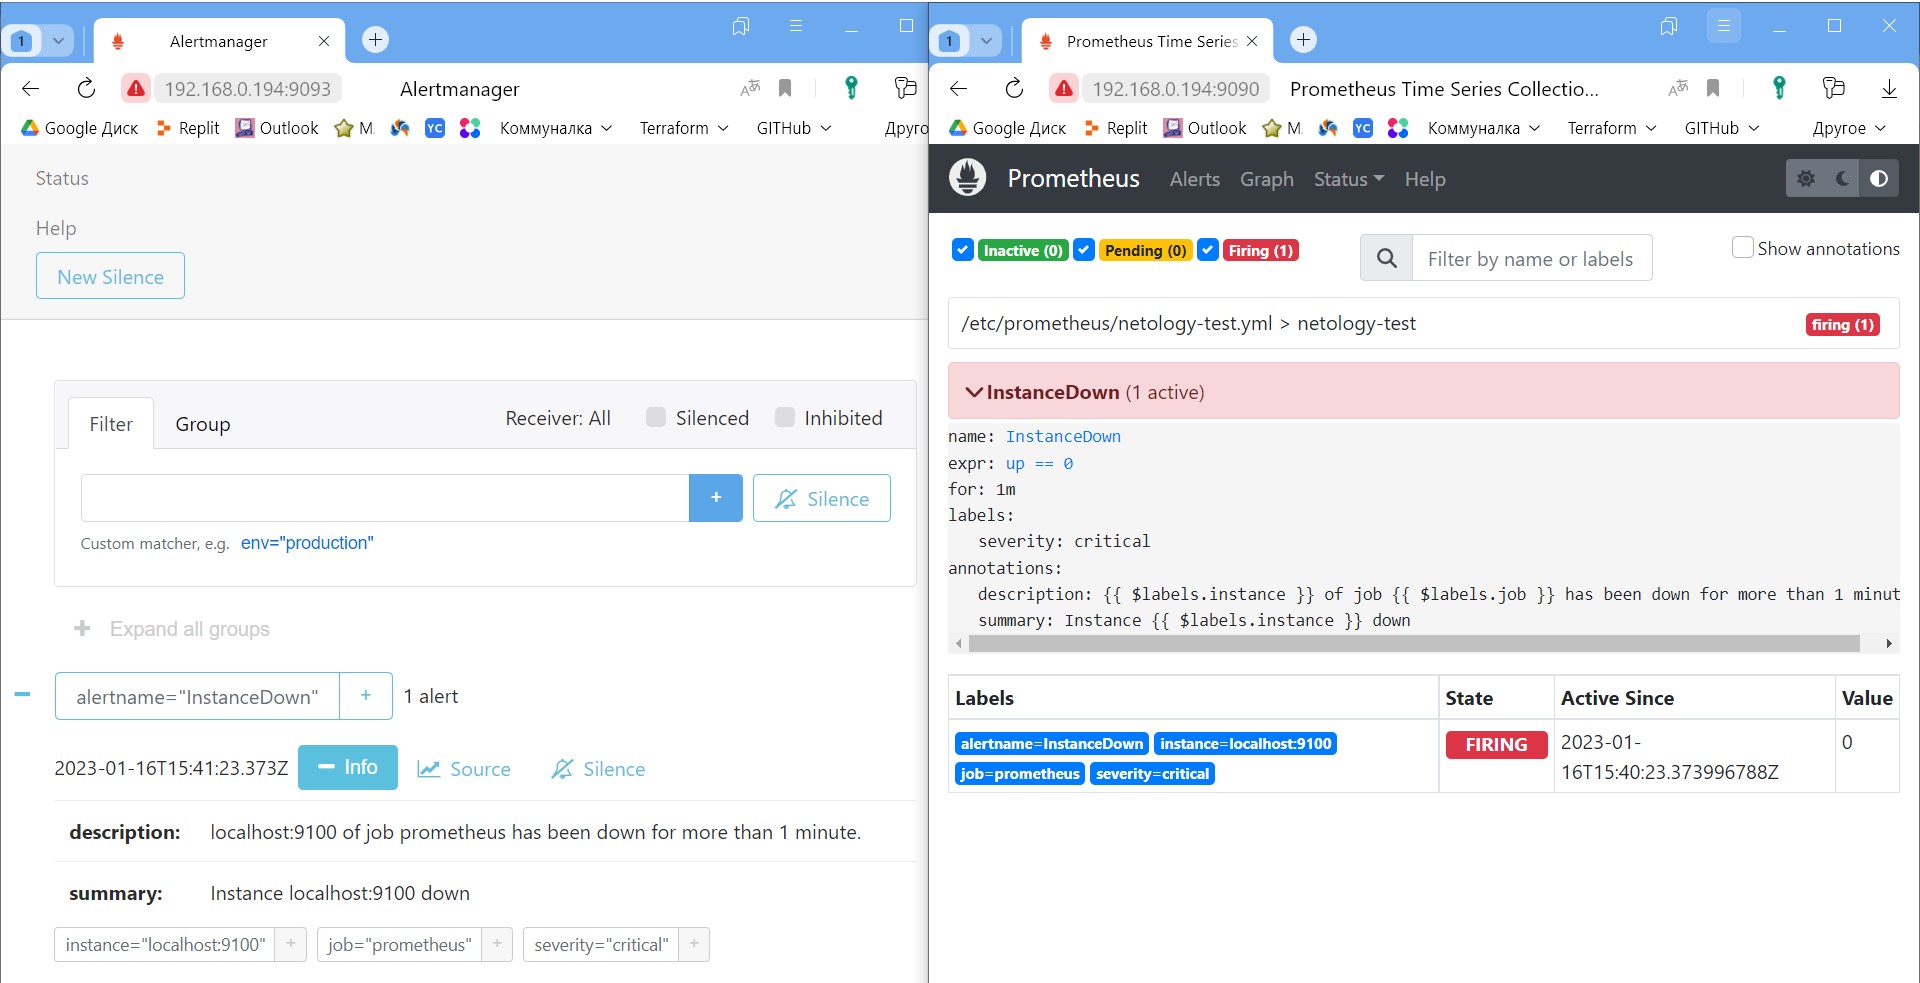 1
Alertmanager
192.168.0.194:9093
Alertmanager
Google Диск
Replit
Outlook
M
YC
Коммуналка
Terraform
GITHub
Друго
Status
Help
New Silence
Filter
Group
Receiver: All
Silenced
Inhibited
+
Silence
Custom matcher, e.g. env="production"
+ Expand all groups
alertname="InstanceDown"
+
1 alert
2023-01-16T15:41:23.373Z
Info
Source
Silence
description: localhost:9100 of job prometheus has been down for more than 1 minute.
summary: Instance localhost:9100 down
instance="localhost:9100" +
job="prometheus" +
severity="critical" +
1
Prometheus Time Series
192.168.0.194:9090
Prometheus Time Series Collectio...
Google Диск
Replit
Outlook
M
YC
Коммуналка
Terraform
GITHub
Другое
Prometheus
Alerts
Graph
Status
Help
Inactive (0)
Pending (0)
Firing (1)
Filter by name or labels
Show annotations
/etc/prometheus/netology-test.yml > netology-test
firing (1)
InstanceDown (1 active)
name: InstanceDown
expr: up == 0
for: 1m
labels:
severity: critical
annotations:
description: {{ $labels.instance }} of job {{ $labels.job }} has been down for more than 1 minut
summary: Instance {{ $labels.instance }} down
Labels
State
Active Since
Value
alertname=InstanceDown
instance=localhost:9100
job=prometheus
severity=critical
FIRING
2023-01-
16T15:40:23.373996788Z
0